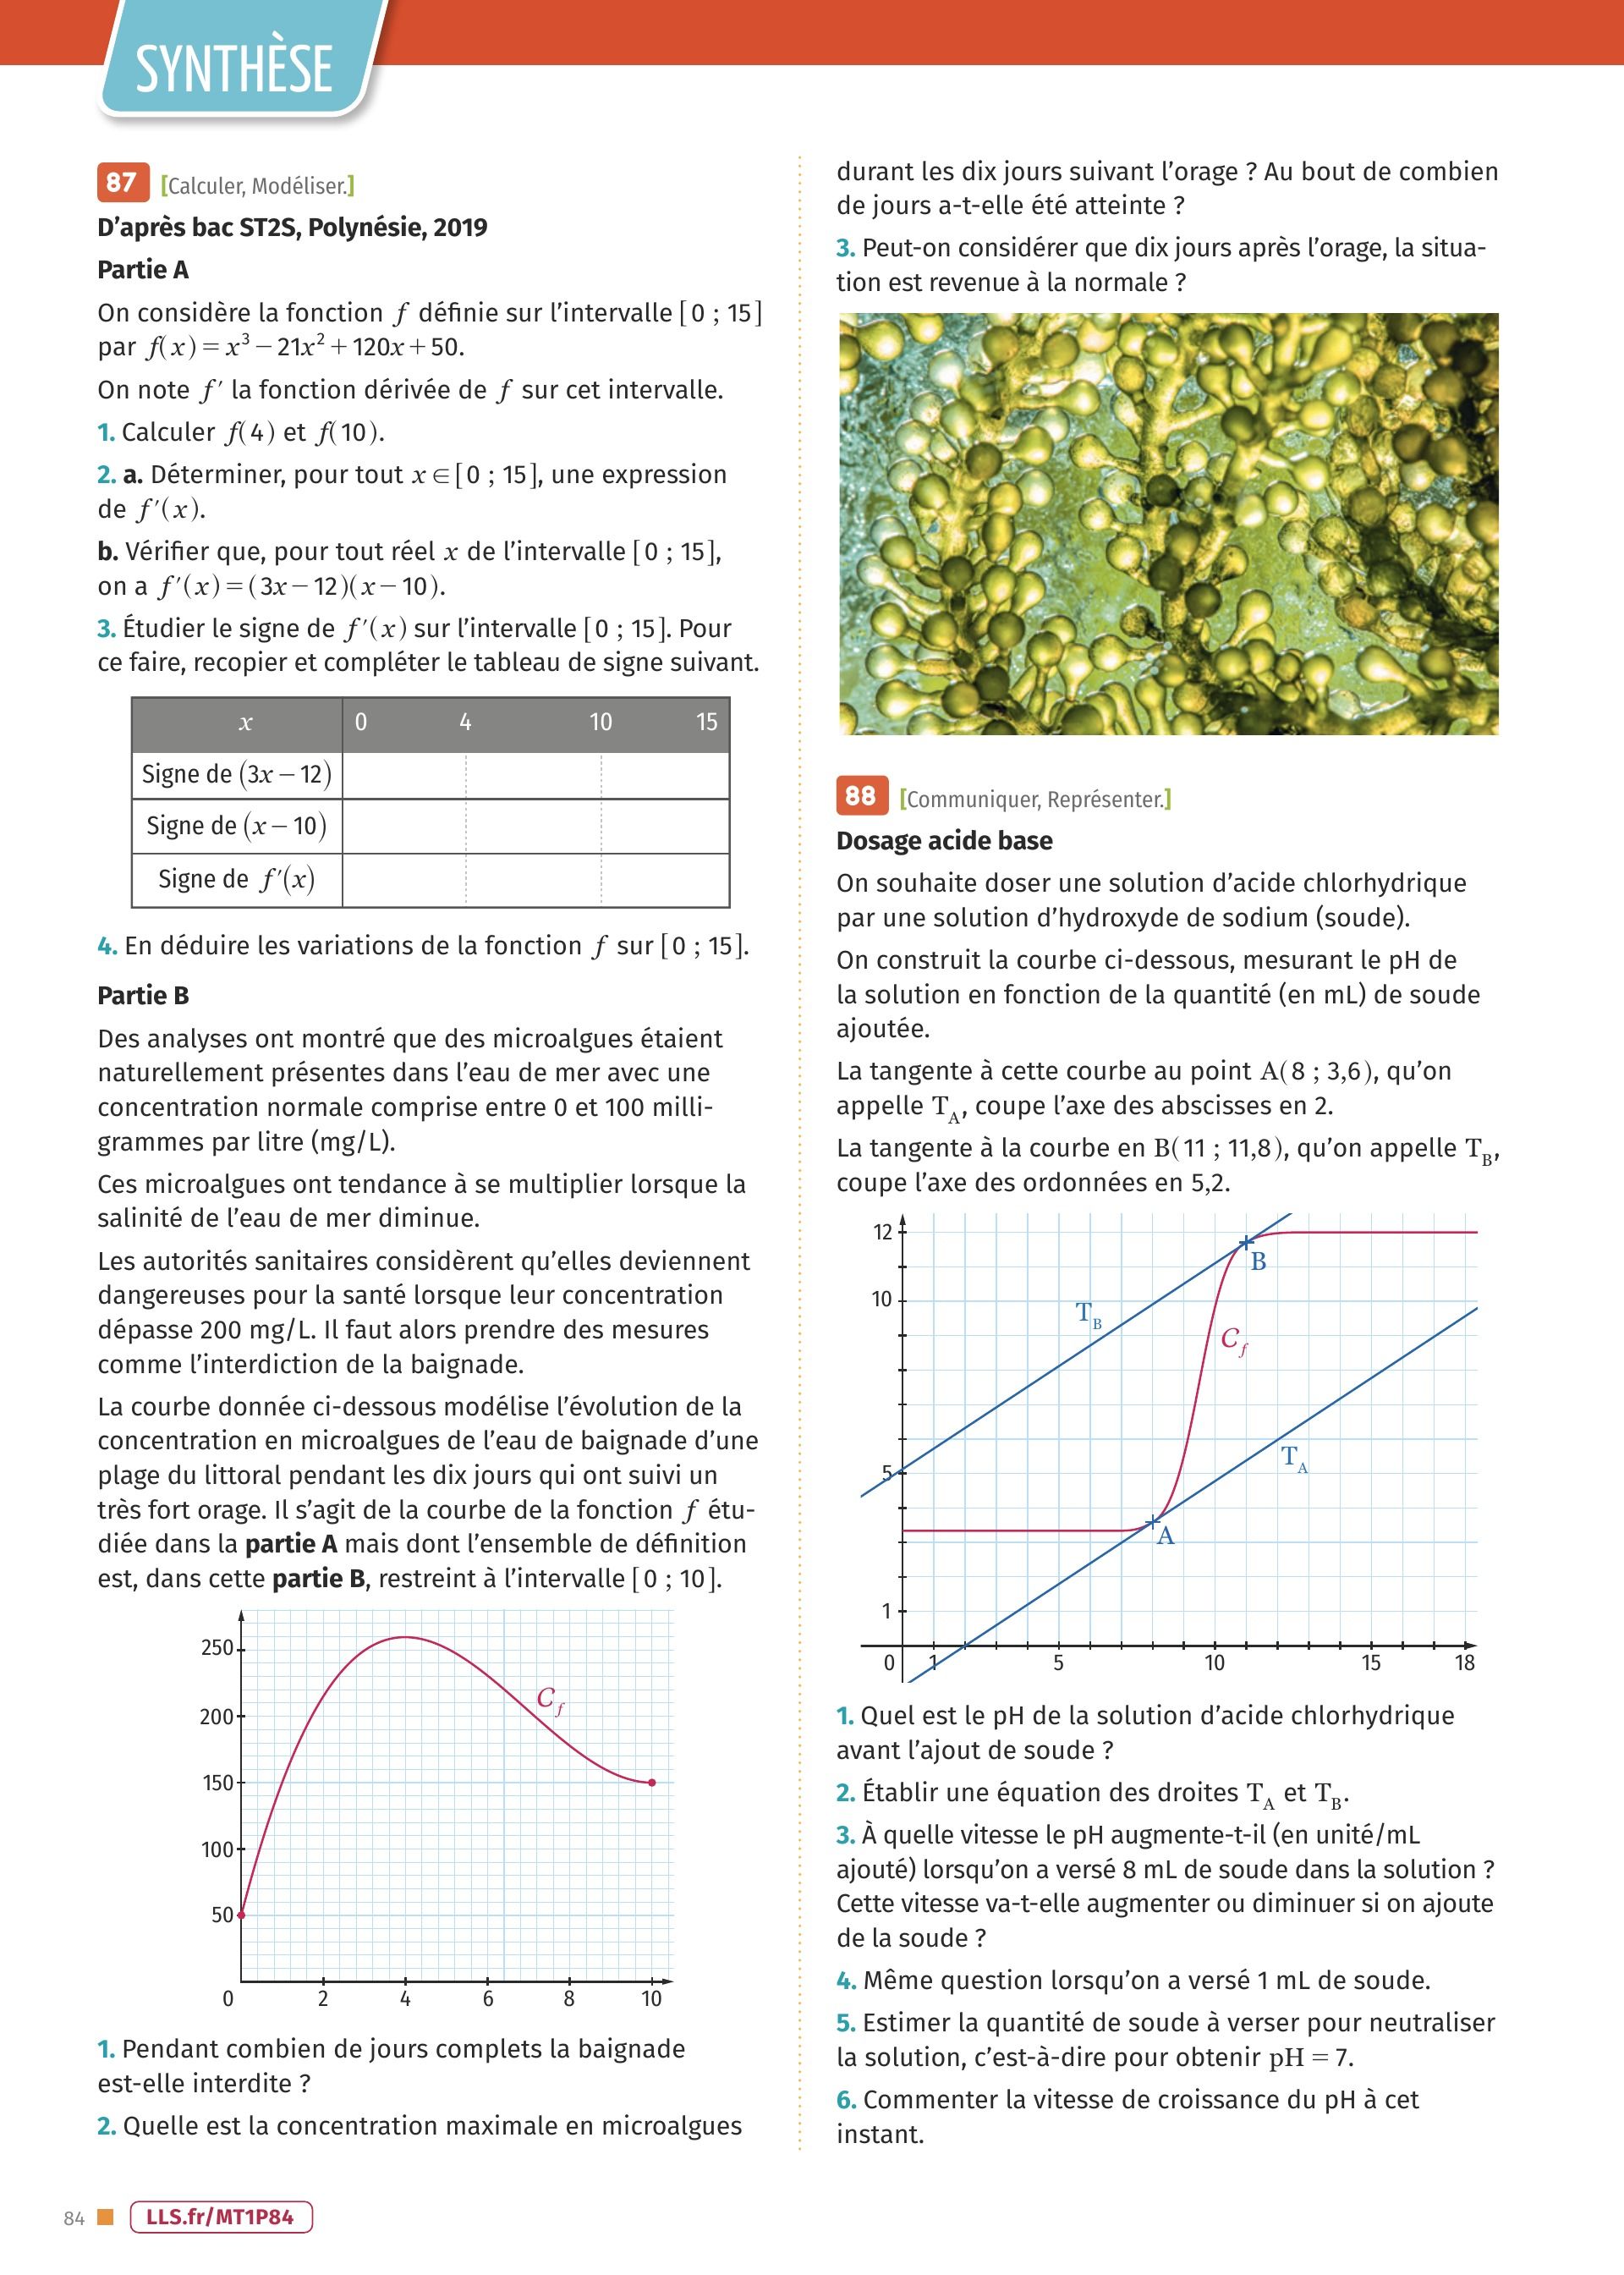 SYNTHÈSE
87 [Calculer, Modéliser.]
D'après bac ST2S, Polynésie, 2019
Partie A
On considère la fonction f définie sur l'intervalle [0 ; 15]
par f(x) = x³ − 21x² + 120x + 50.
On note f′ la fonction dérivée de f sur cet intervalle.
1. Calculer f(4) et f(10).
2. a. Déterminer, pour tout x ∈ [0 ; 15], une expression
de f′(x).
b. Vérifier que, pour tout réel x de l'intervalle [0 ; 15],
on a f′(x) = (3x − 12)(x − 10).
3. Étudier le signe de f′(x) sur l'intervalle [0 ; 15]. Pour
ce faire, recopier et compléter le tableau de signe suivant.
x 0 4 10 15
Signe de (3x − 12)
Signe de (x − 10)
Signe de f′(x)
4. En déduire les variations de la fonction f sur [0 ; 15].
Partie B
Des analyses ont montré que des microalgues étaient
naturellement présentes dans l'eau de mer avec une
concentration normale comprise entre 0 et 100 milli-
grammes par litre (mg/L).
Ces microalgues ont tendance à se multiplier lorsque la
salinité de l'eau de mer diminue.
Les autorités sanitaires considèrent qu'elles deviennent
dangereuses pour la santé lorsque leur concentration
dépasse 200 mg/L. Il faut alors prendre des mesures
comme l'interdiction de la baignade.
La courbe donnée ci-dessous modélise l'évolution de la
concentration en microalgues de l'eau de baignade d'une
plage du littoral pendant les dix jours qui ont suivi un
très fort orage. Il s'agit de la courbe de la fonction f étu-
diée dans la partie A mais dont l'ensemble de définition
est, dans cette partie B, restreint à l'intervalle [0 ; 10].
250
200
150
100
50
C_f
0 2 4 6 8 10
1. Pendant combien de jours complets la baignade
est-elle interdite ?
2. Quelle est la concentration maximale en microalgues
durant les dix jours suivant l'orage ? Au bout de combien
de jours a-t-elle été atteinte ?
3. Peut-on considérer que dix jours après l'orage, la situa-
tion est revenue à la normale ?
88 [Communiquer, Représenter.]
Dosage acide base
On souhaite doser une solution d'acide chlorhydrique
par une solution d'hydroxyde de sodium (soude).
On construit la courbe ci-dessous, mesurant le pH de
la solution en fonction de la quantité (en mL) de soude
ajoutée.
La tangente à cette courbe au point A(8 ; 3,6), qu'on
appelle T_A, coupe l'axe des abscisses en 2.
La tangente à la courbe en B(11 ; 11,8), qu'on appelle T_B,
coupe l'axe des ordonnées en 5,2.
12
B
10
T_B
C_f
T_A
5
A
1
0 1 5 10 15 18
1. Quel est le pH de la solution d'acide chlorhydrique
avant l'ajout de soude ?
2. Établir une équation des droites T_A et T_B.
3. À quelle vitesse le pH augmente-t-il (en unité/mL
ajouté) lorsqu'on a versé 8 mL de soude dans la solution ?
Cette vitesse va-t-elle augmenter ou diminuer si on ajoute
de la soude ?
4. Même question lorsqu'on a versé 1 mL de soude.
5. Estimer la quantité de soude à verser pour neutraliser
la solution, c'est-à-dire pour obtenir pH = 7.
6. Commenter la vitesse de croissance du pH à cet
instant.
84 LLS.fr/MT1P84